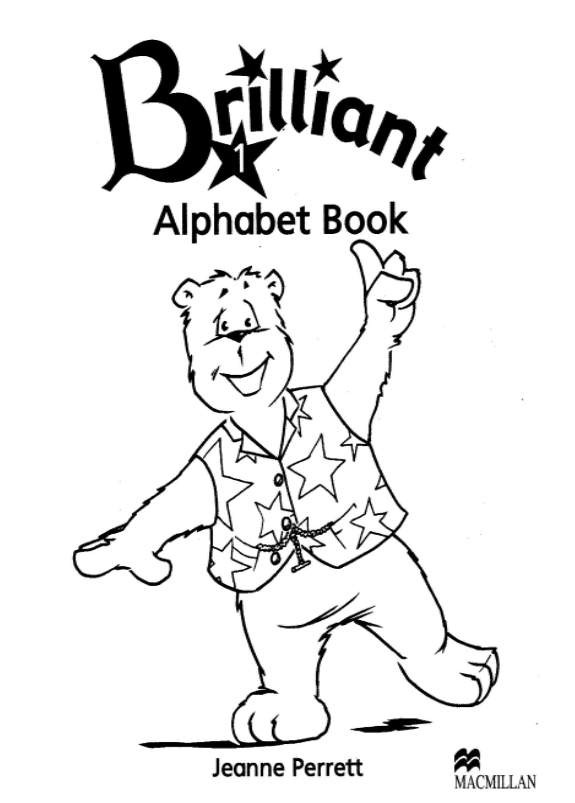 Brilliant
1
Alphabet Book
Jeanne Perrett
MACMILLAN